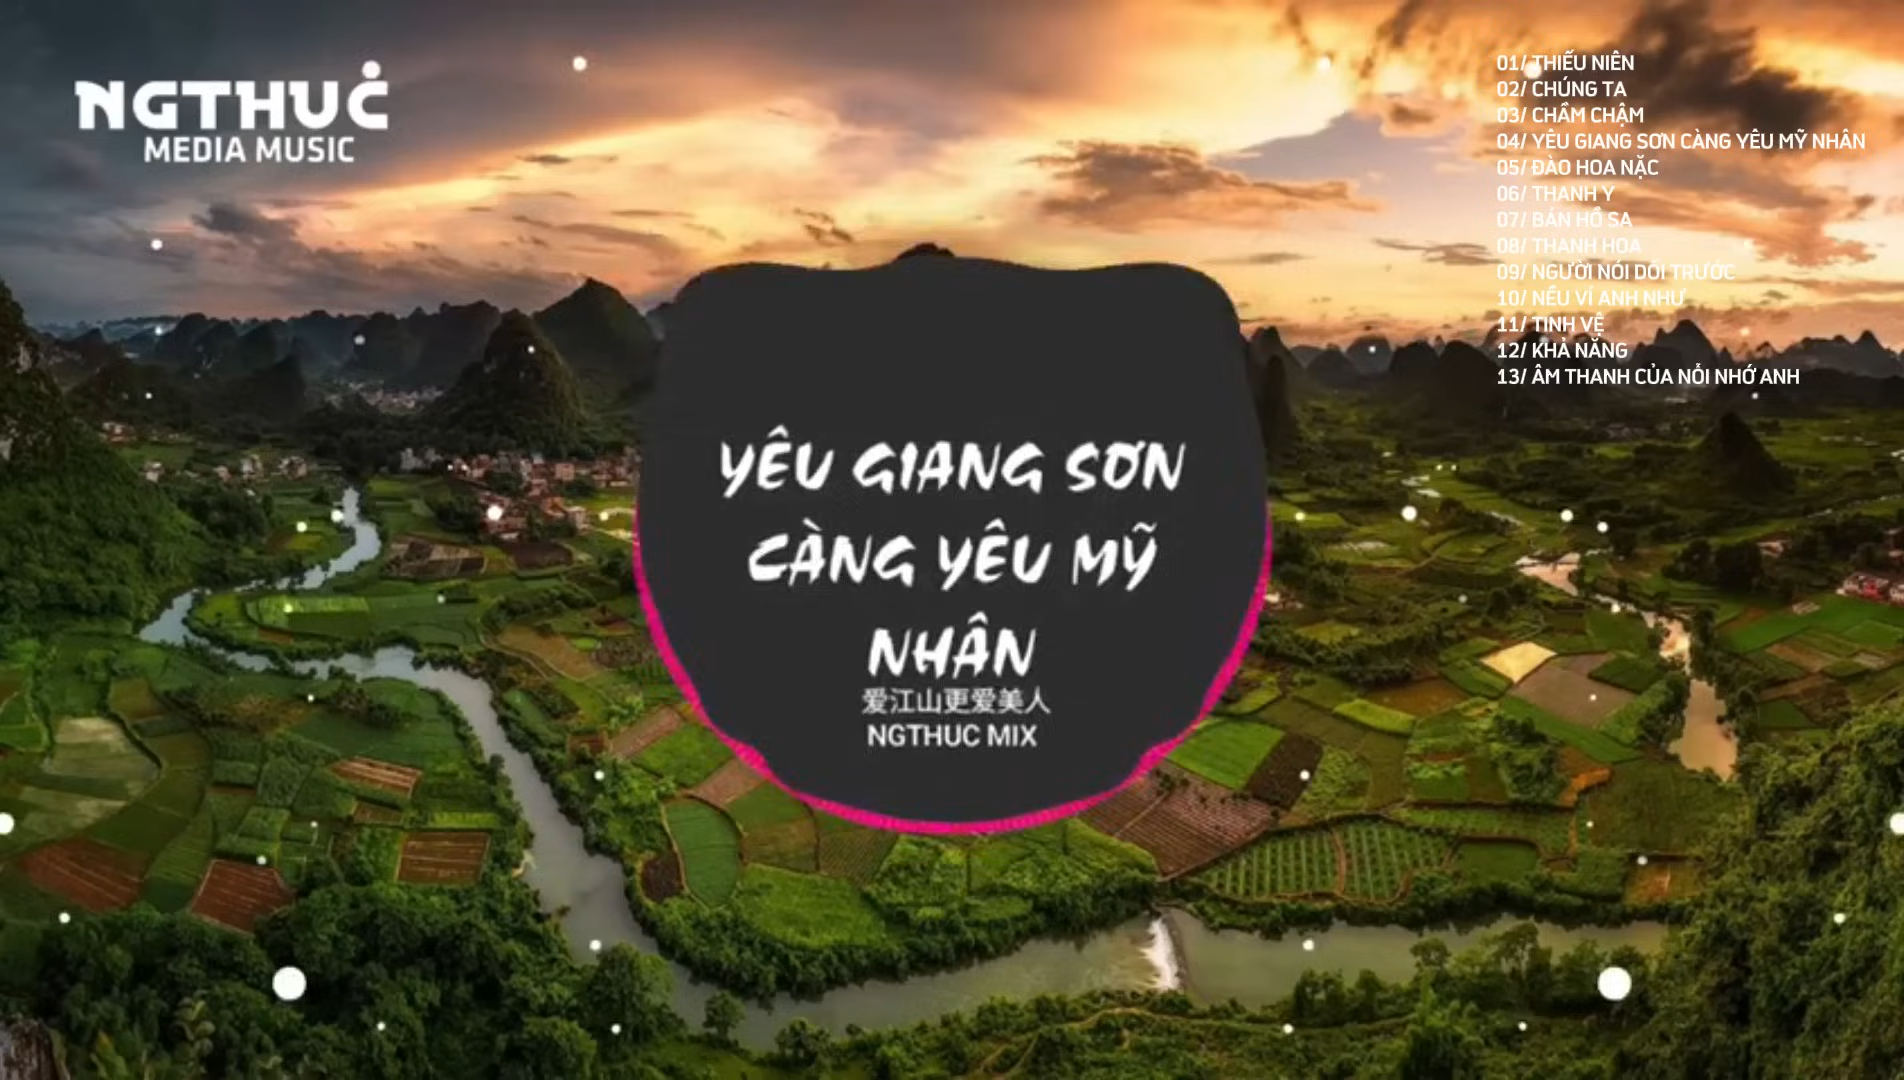 NGTHUC
MEDIA MUSIC
01/ THIẾU NIÊN
02/ CHÚNG TA
03/ CHẦM CHẬM
04/ YÊU GIANG SƠN CÀNG YÊU MỸ NHÂN
05/ ĐÀO HOA NẶC
06/ THANH Y
07/ BÁN HỒ SA
08/ THANH HOA
09/ NGƯỜI NÓI DỐI TRƯỚC
10/ NẾU VÍ ANH NHƯ
11/ TINH VỆ
12/ KHẢ NĂNG
13/ ÂM THANH CỦA NỖI NHỚ ANH
YÊU GIANG SƠN
CÀNG YÊU MỸ
NHÂN
爱江山更爱美人
NGTHUC MIX